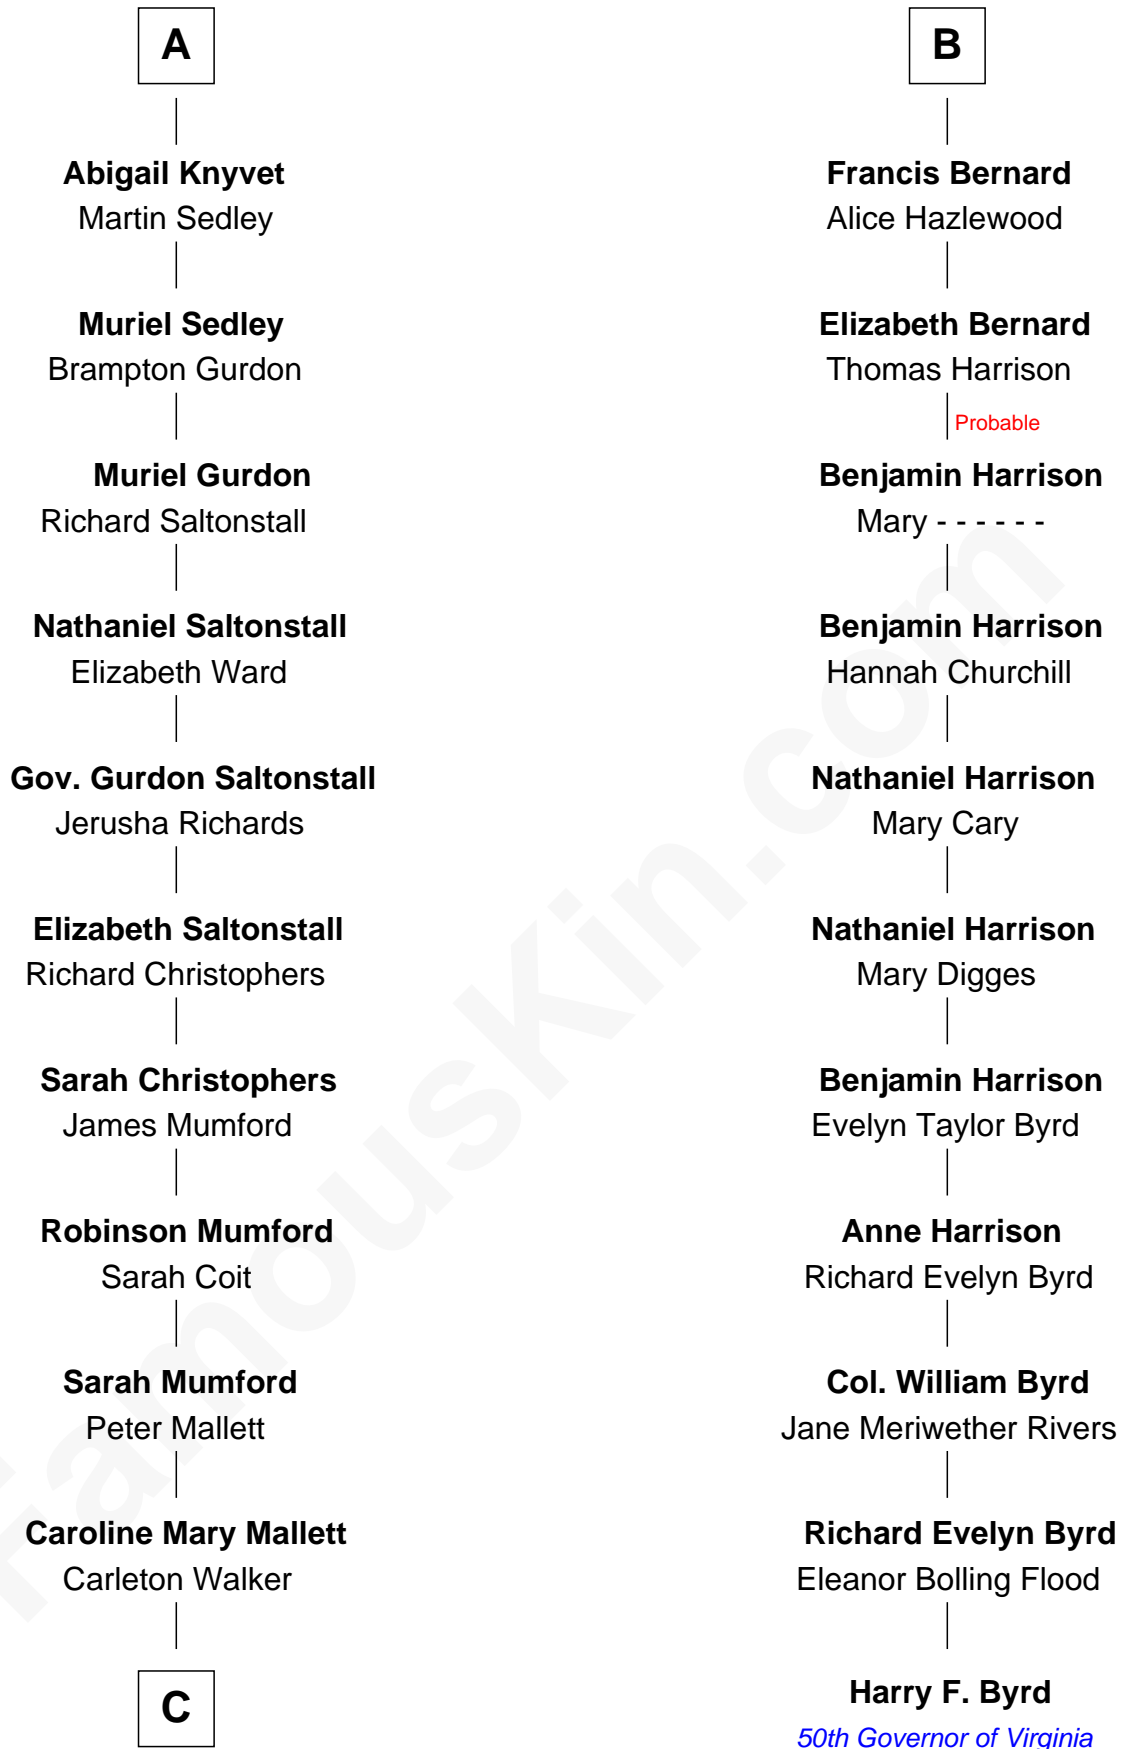 A
Abigail Knyvet
Martin Sedley
Muriel Sedley
Brampton Gurdon
Muriel Gurdon
Richard Saltonstall
Nathaniel Saltonstall
Elizabeth Ward
Gov. Gurdon Saltonstall
Jerusha Richards
Elizabeth Saltonstall
Richard Christophers
Sarah Christophers
James Mumford
Robinson Mumford
Sarah Coit
Sarah Mumford
Peter Mallett
Caroline Mary Mallett
Carleton Walker
C
B
Francis Bernard
Alice Hazlewood
Elizabeth Bernard
Thomas Harrison
Probable
Benjamin Harrison
Mary - - - - - -
Benjamin Harrison
Hannah Churchill
Nathaniel Harrison
Mary Cary
Nathaniel Harrison
Mary Digges
Benjamin Harrison
Evelyn Taylor Byrd
Anne Harrison
Richard Evelyn Byrd
Col. William Byrd
Jane Meriwether Rivers
Richard Evelyn Byrd
Eleanor Bolling Flood
Harry F. Byrd
50th Governor of Virginia
FamousKin.com